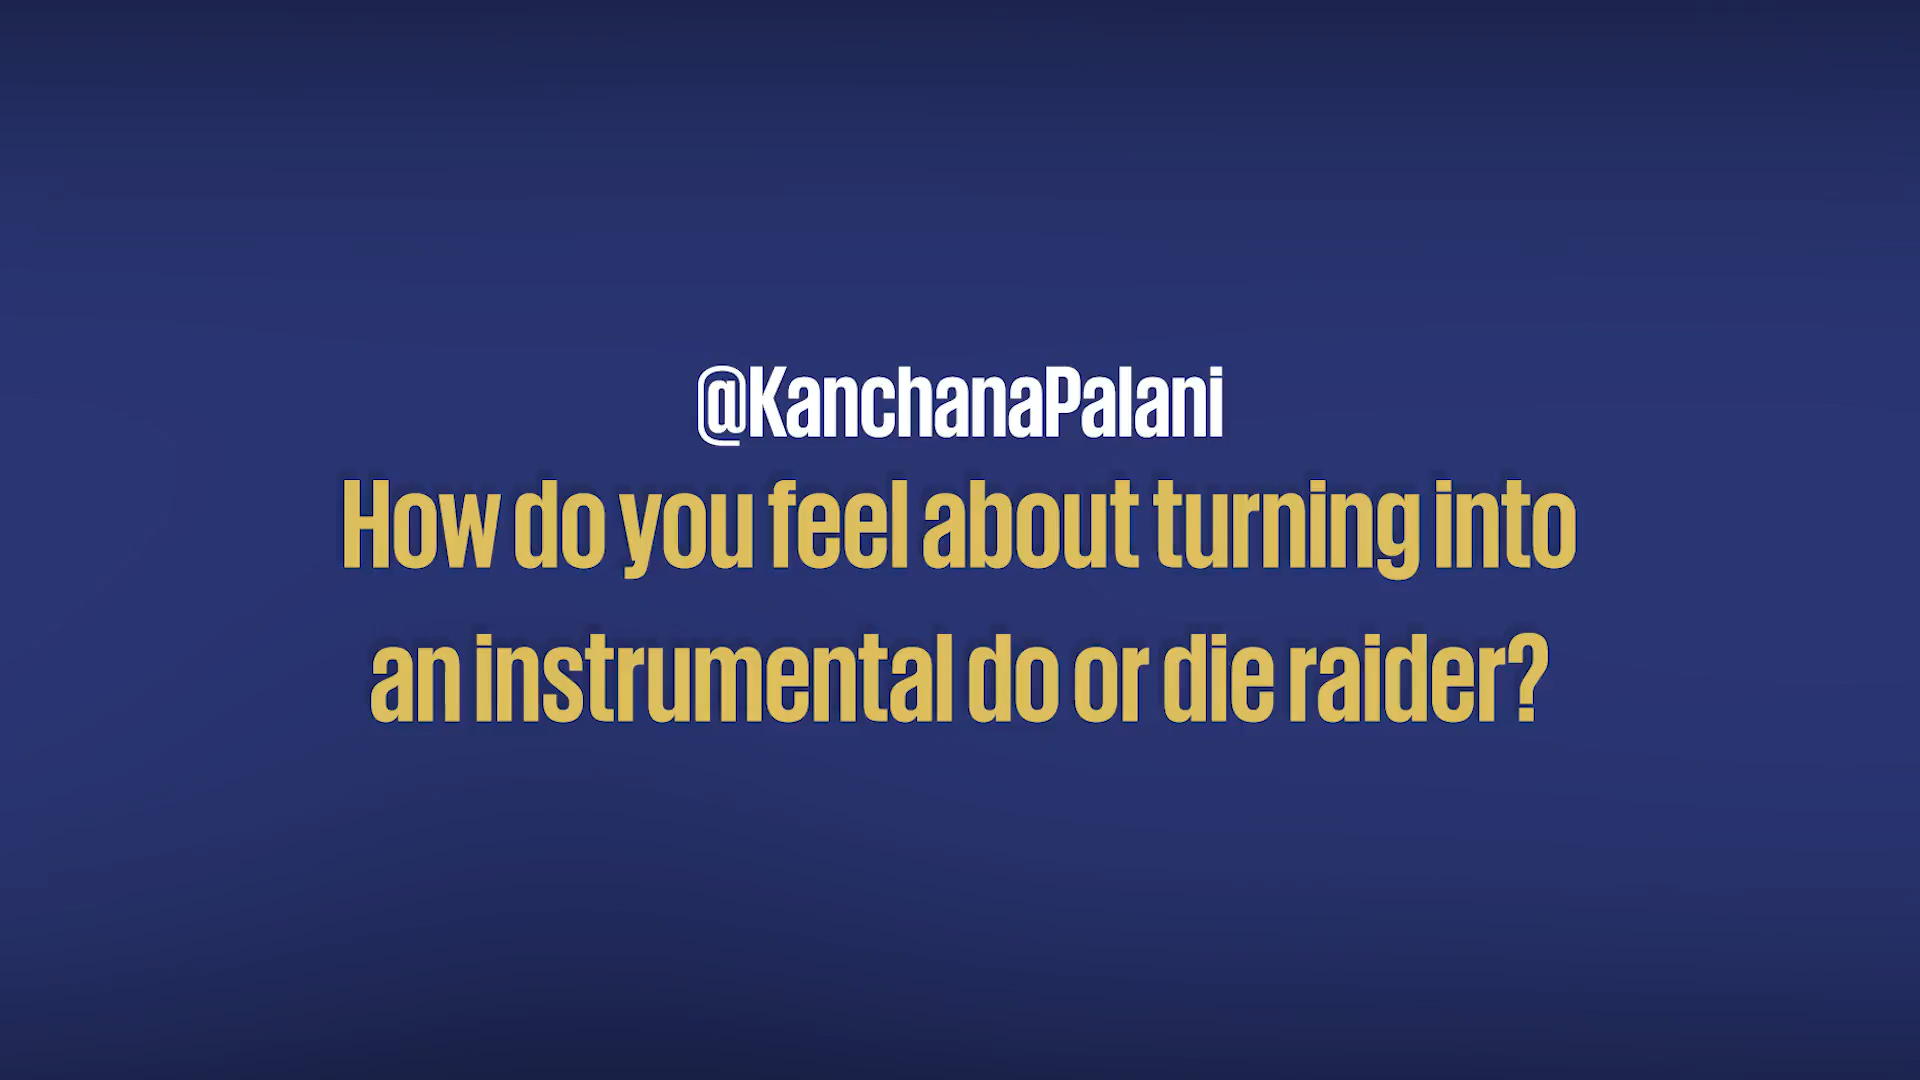 @KanchanaPalani
How do you feel about turning into
an instrumental do or die raider?